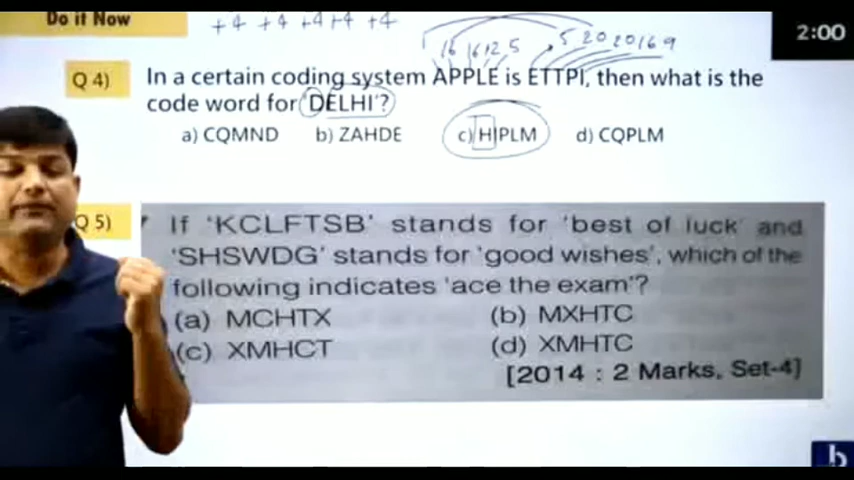 Do it Now
+4 +4 +4 +4 +4
2:00
1 16 16 12 5 5 20 20 16 9
Q 4) In a certain coding system APPLE is ETTPI, then what is the
code word for 'DELHI'?
a) CQMND b) ZAHDE c) HIPLM d) CQPLM
Q 5) If 'KCLFTSB' stands for 'best of luck' and
'SHSWDG' stands for 'good wishes', which of the
following indicates 'ace the exam'?
(a) MCHTX (b) MXHTC
(c) XMHCT (d) XMHTC
[2014 : 2 Marks, Set-4]
b